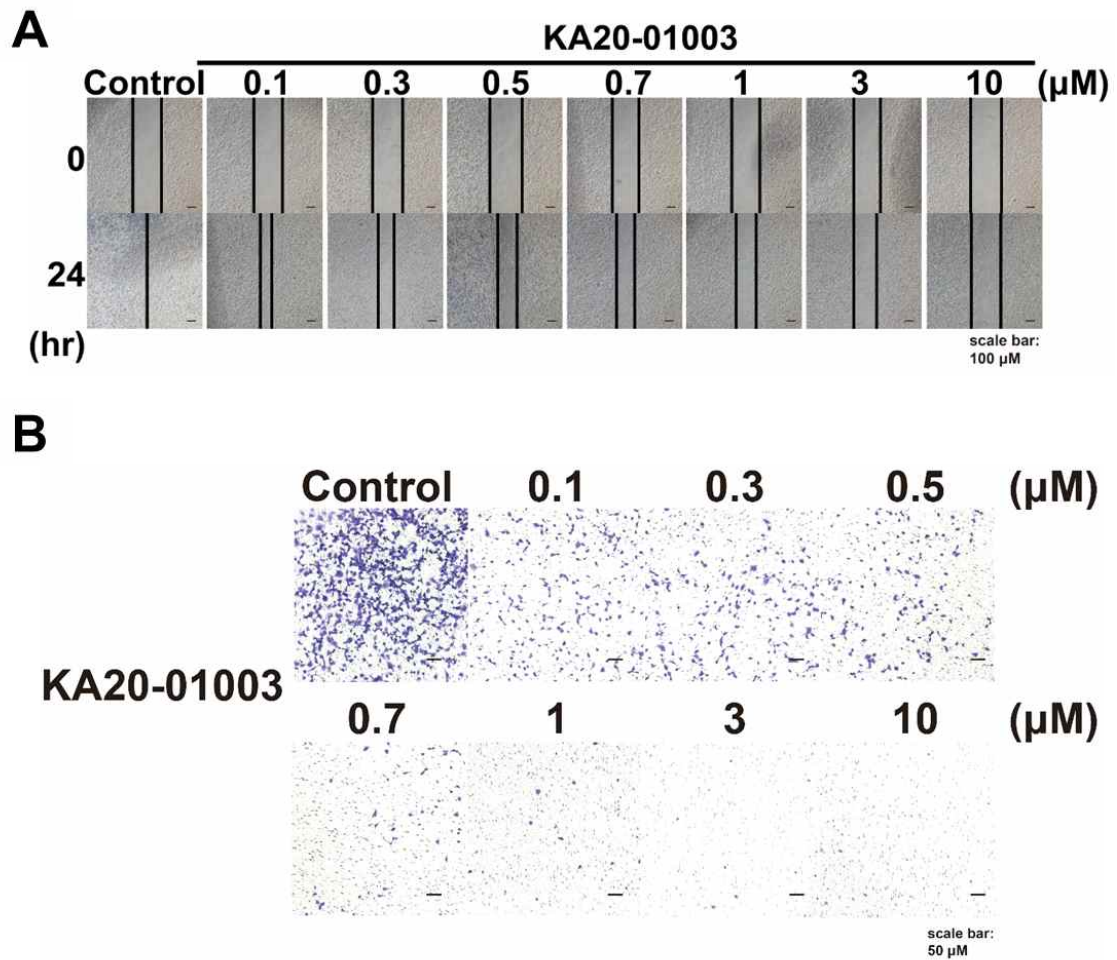 A
KA20-01003
Control 0.1 0.3 0.5 0.7 1 3 10 (µM)
0
24
(hr)
scale bar:
100 µM
B
Control 0.1 0.3 0.5 (µM)
KA20-01003
0.7 1 3 10 (µM)
scale bar:
50 µM